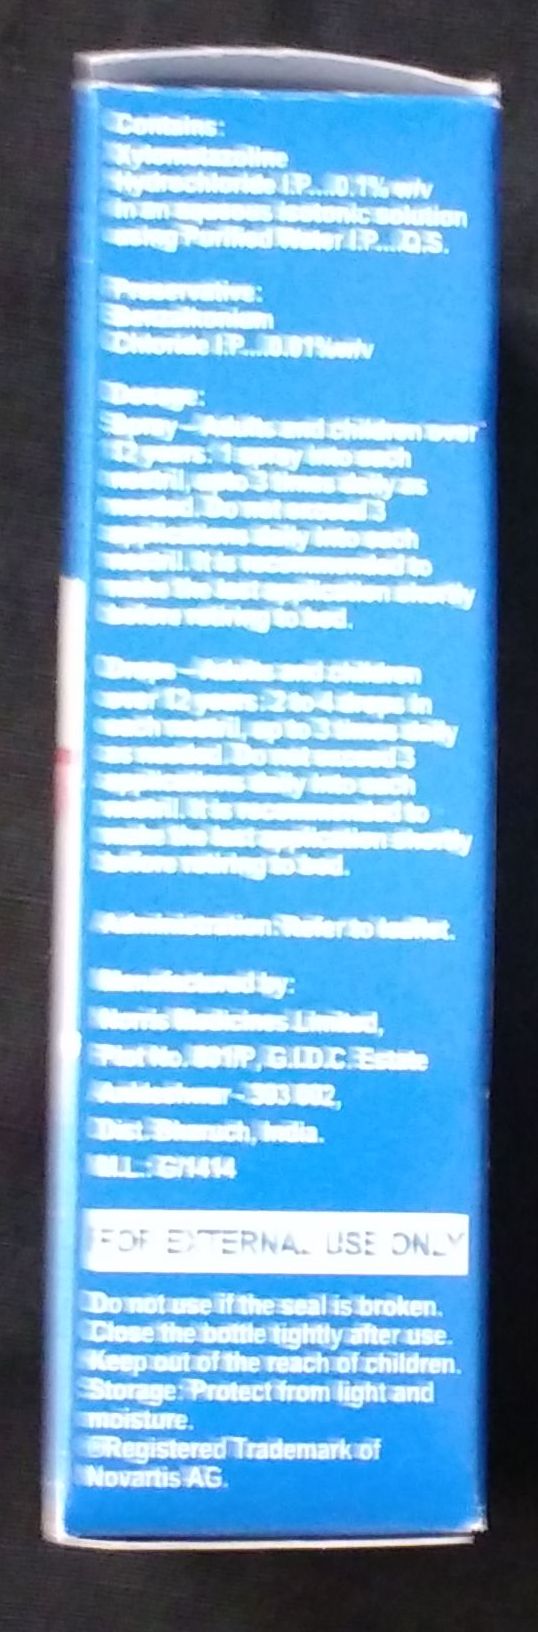 Contains:
Xylometazoline
Hydrochloride I.P....0.1% w/v
in an aqueous isotonic solution
using Purified Water I.P....Q.S.
Preservative:
Benzalkonium
Chloride I.P....0.01%w/v
Dosage:
Spray – Adults and children over
12 years : 1 spray into each
nostril, upto 3 times daily as
needed. Do not exceed 3
applications daily into each
nostril. It is recommended to
make the last application shortly
before retiring to bed.
Drops – Adults and children
over 12 years : 2 to 4 drops in
each nostril, up to 3 times daily
as needed. Do not exceed 3
applications daily into each
nostril. It is recommended to
make the last application shortly
before retiring to bed.
Administration: Refer to leaflet.
Manufactured by:
Norris Medicines Limited,
Plot No. G.I.D.C. Estate
Ankleshwar -
Dist. Bharuch, India.
G/1414
FOR EXTERNAL USE ONLY
Do not use if the seal is broken.
Close the bottle tightly after use.
Keep out of the reach of children.
Storage: Protect from light and
moisture.
®Registered Trademark of
Novartis AG.